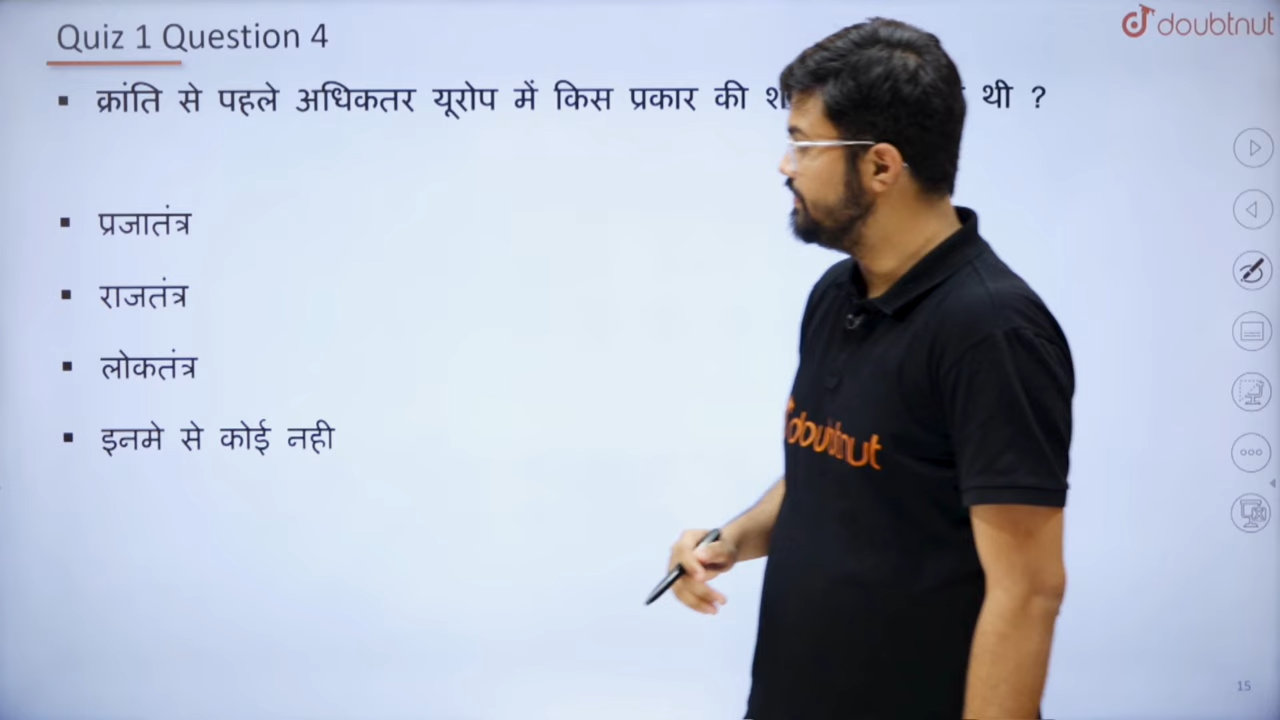 Quiz 1 Question 4
doubtnut
क्रांति से पहले अधिकतर यूरोप में किस प्रकार की थी ?
प्रजातंत्र
राजतंत्र
लोकतंत्र
इनमे से कोई नही
doubtnut
15